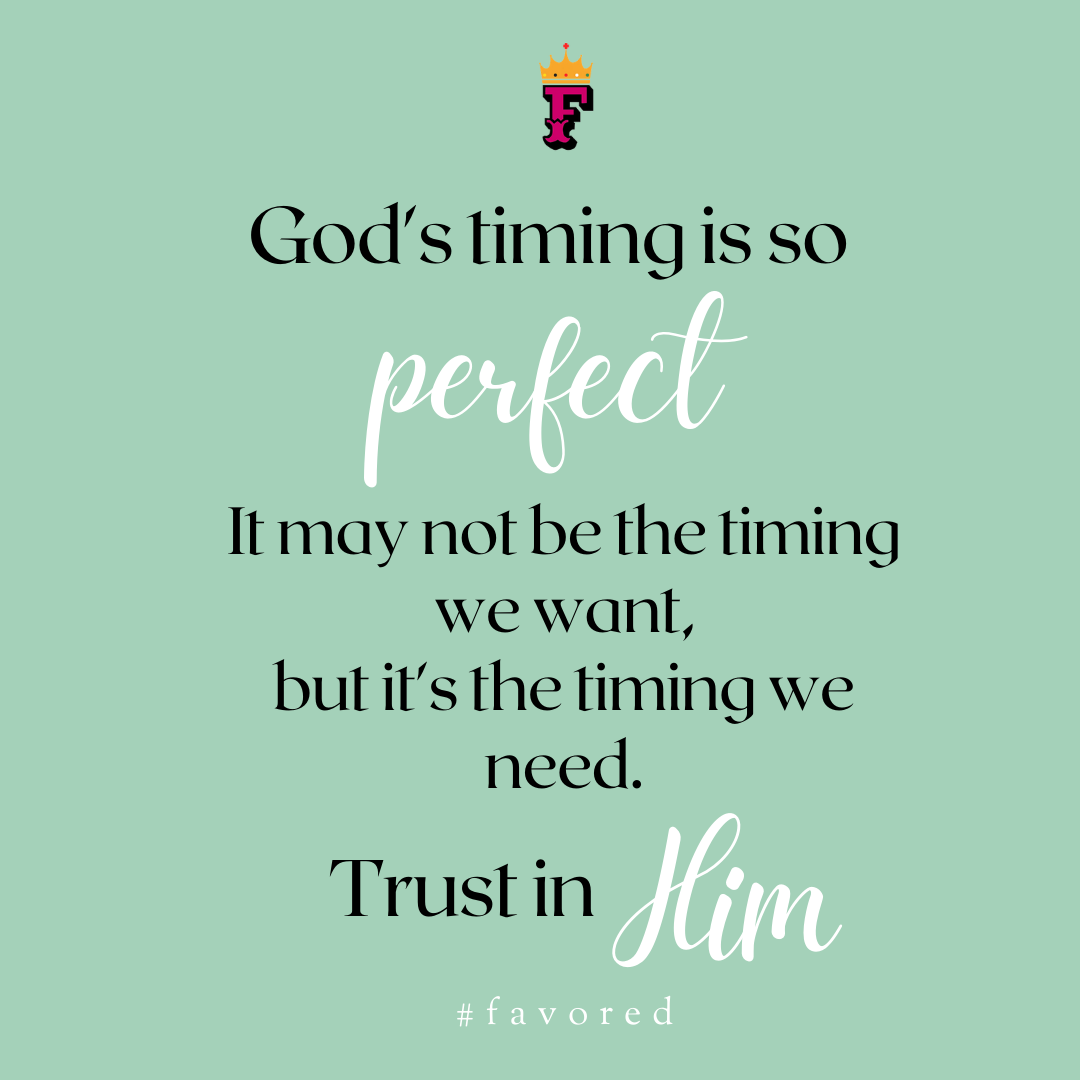 F
God's timing is so
perfect
It may not be the timing
we want,
but it's the timing we
need.
Trust in Him
#favored